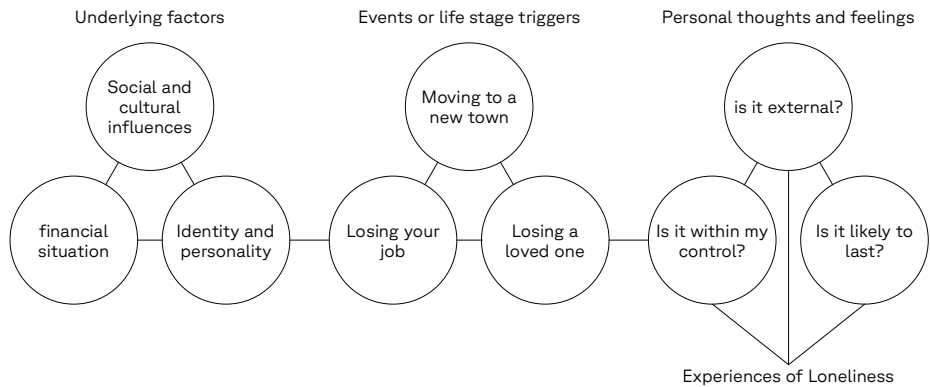 Underlying factors
Events or life stage triggers
Personal thoughts and feelings
Social and
cultural
influences
Moving to a
new town
is it external?
financial
situation
Identity and
personality
Losing your
job
Losing a
loved one
Is it within my
control?
Is it likely to
last?
Experiences of Loneliness